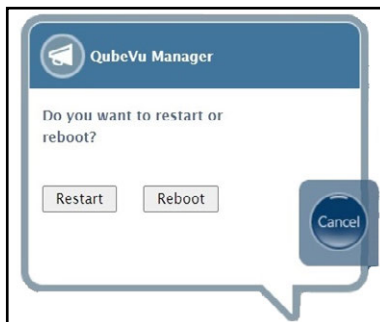 QubeVu Manager
Do you want to restart or
reboot?
Restart Reboot
Cancel